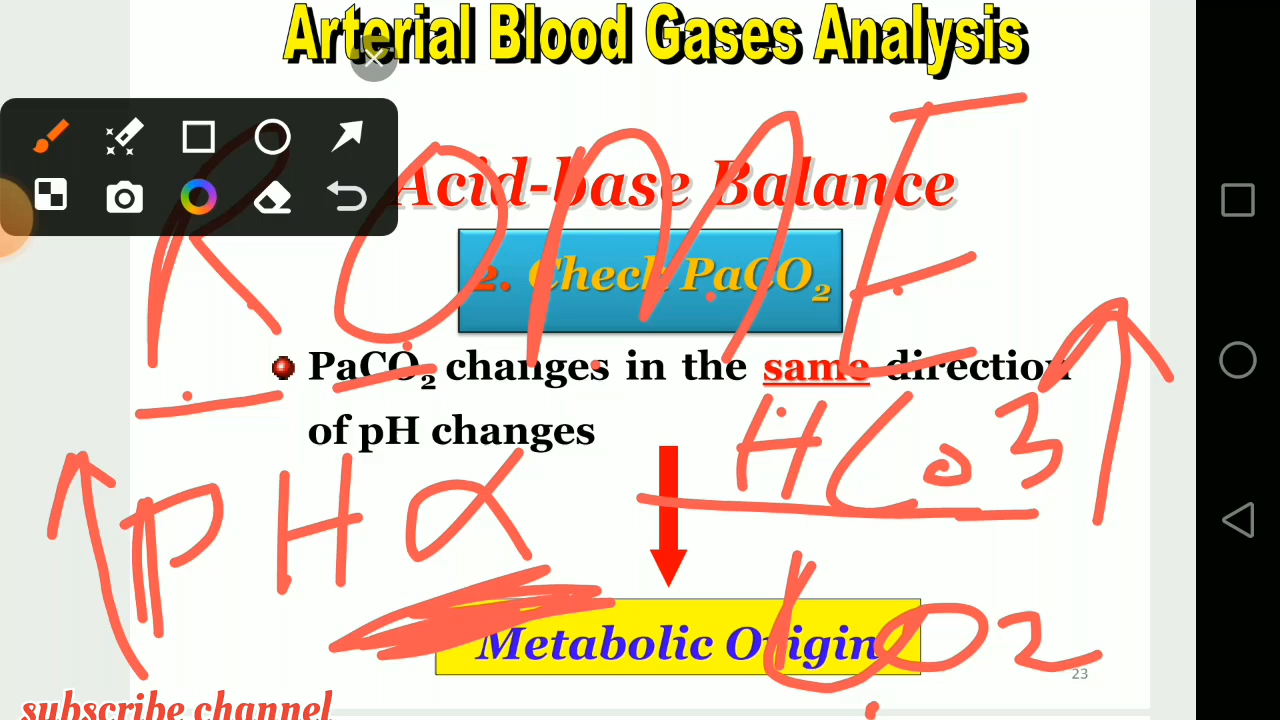 Arterial Blood Gases Analysis
ROME
Acid-base Balance
2. Check PaCO2
PaCO2 changes in the same direction
of pH changes
HCO3
PH α
CO2
Metabolic Origin
23
subscribe channel